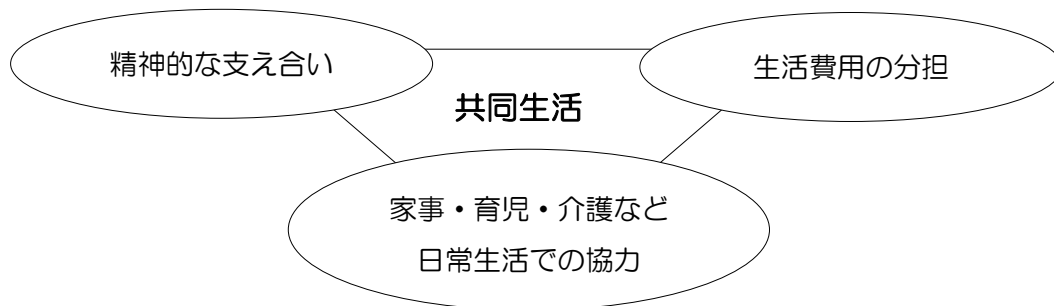 精神的な支え合い
生活費用の分担
共同生活
家事・育児・介護など
日常生活での協力